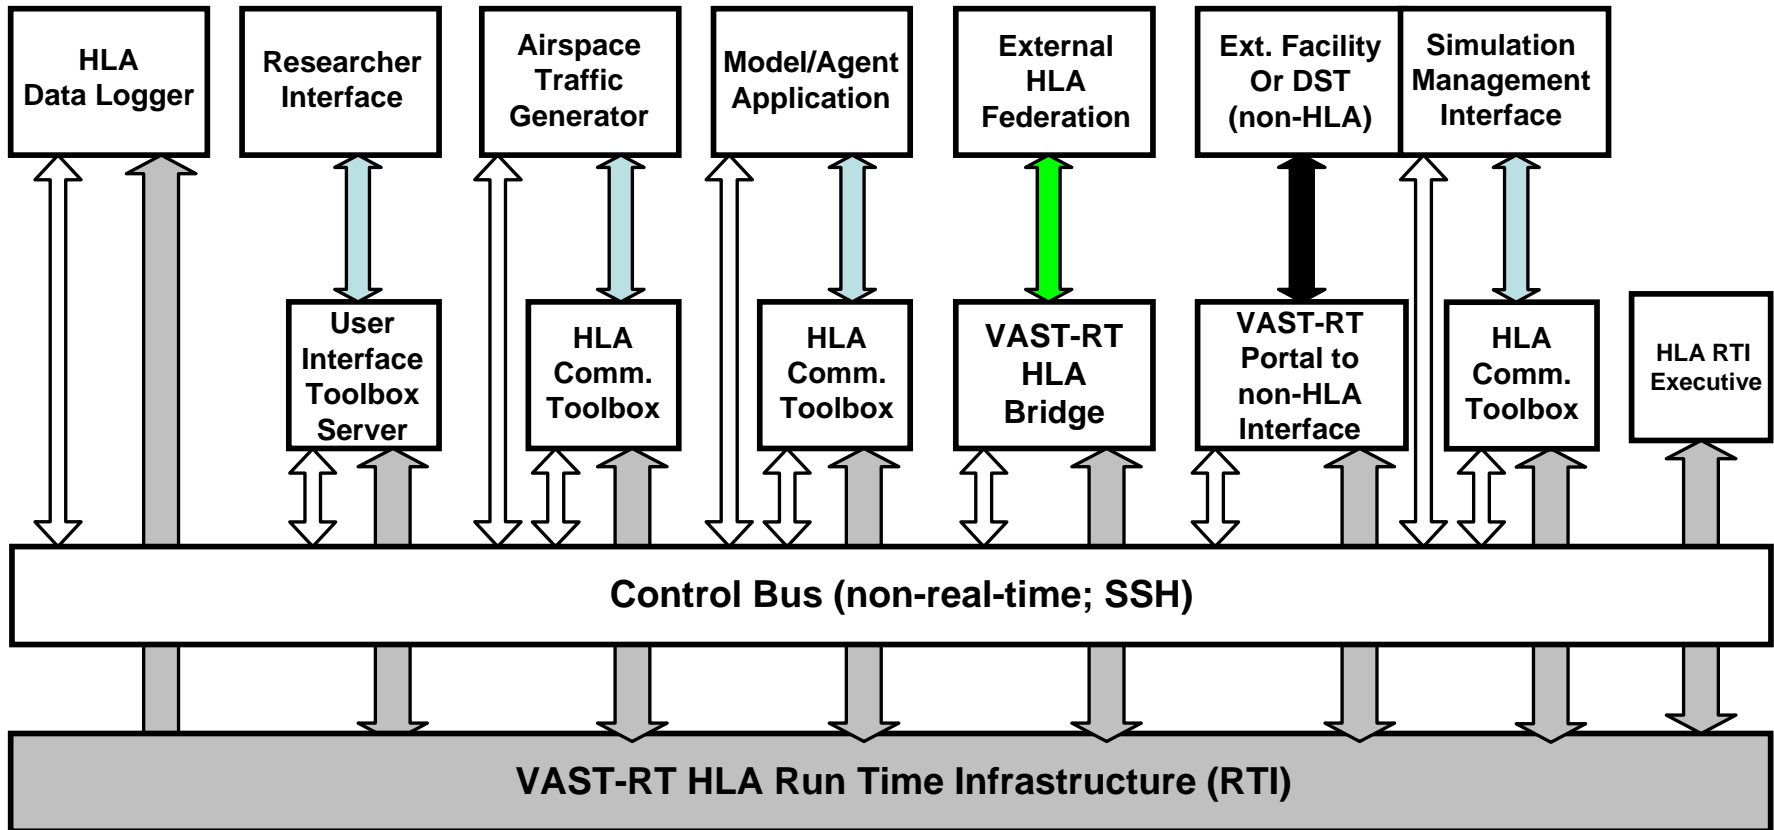 HLA
Data Logger
Researcher
Interface
Airspace
Traffic
Generator
Model/Agent
Application
External
HLA
Federation
Ext. Facility
Or DST
(non-HLA)
Simulation
Management
Interface
User
Interface
Toolbox
Server
HLA
Comm.
Toolbox
HLA
Comm.
Toolbox
VAST-RT
HLA
Bridge
VAST-RT
Portal to
non-HLA
Interface
HLA
Comm.
Toolbox
HLA RTI
Executive
Control Bus (non-real-time; SSH)
VAST-RT HLA Run Time Infrastructure (RTI)